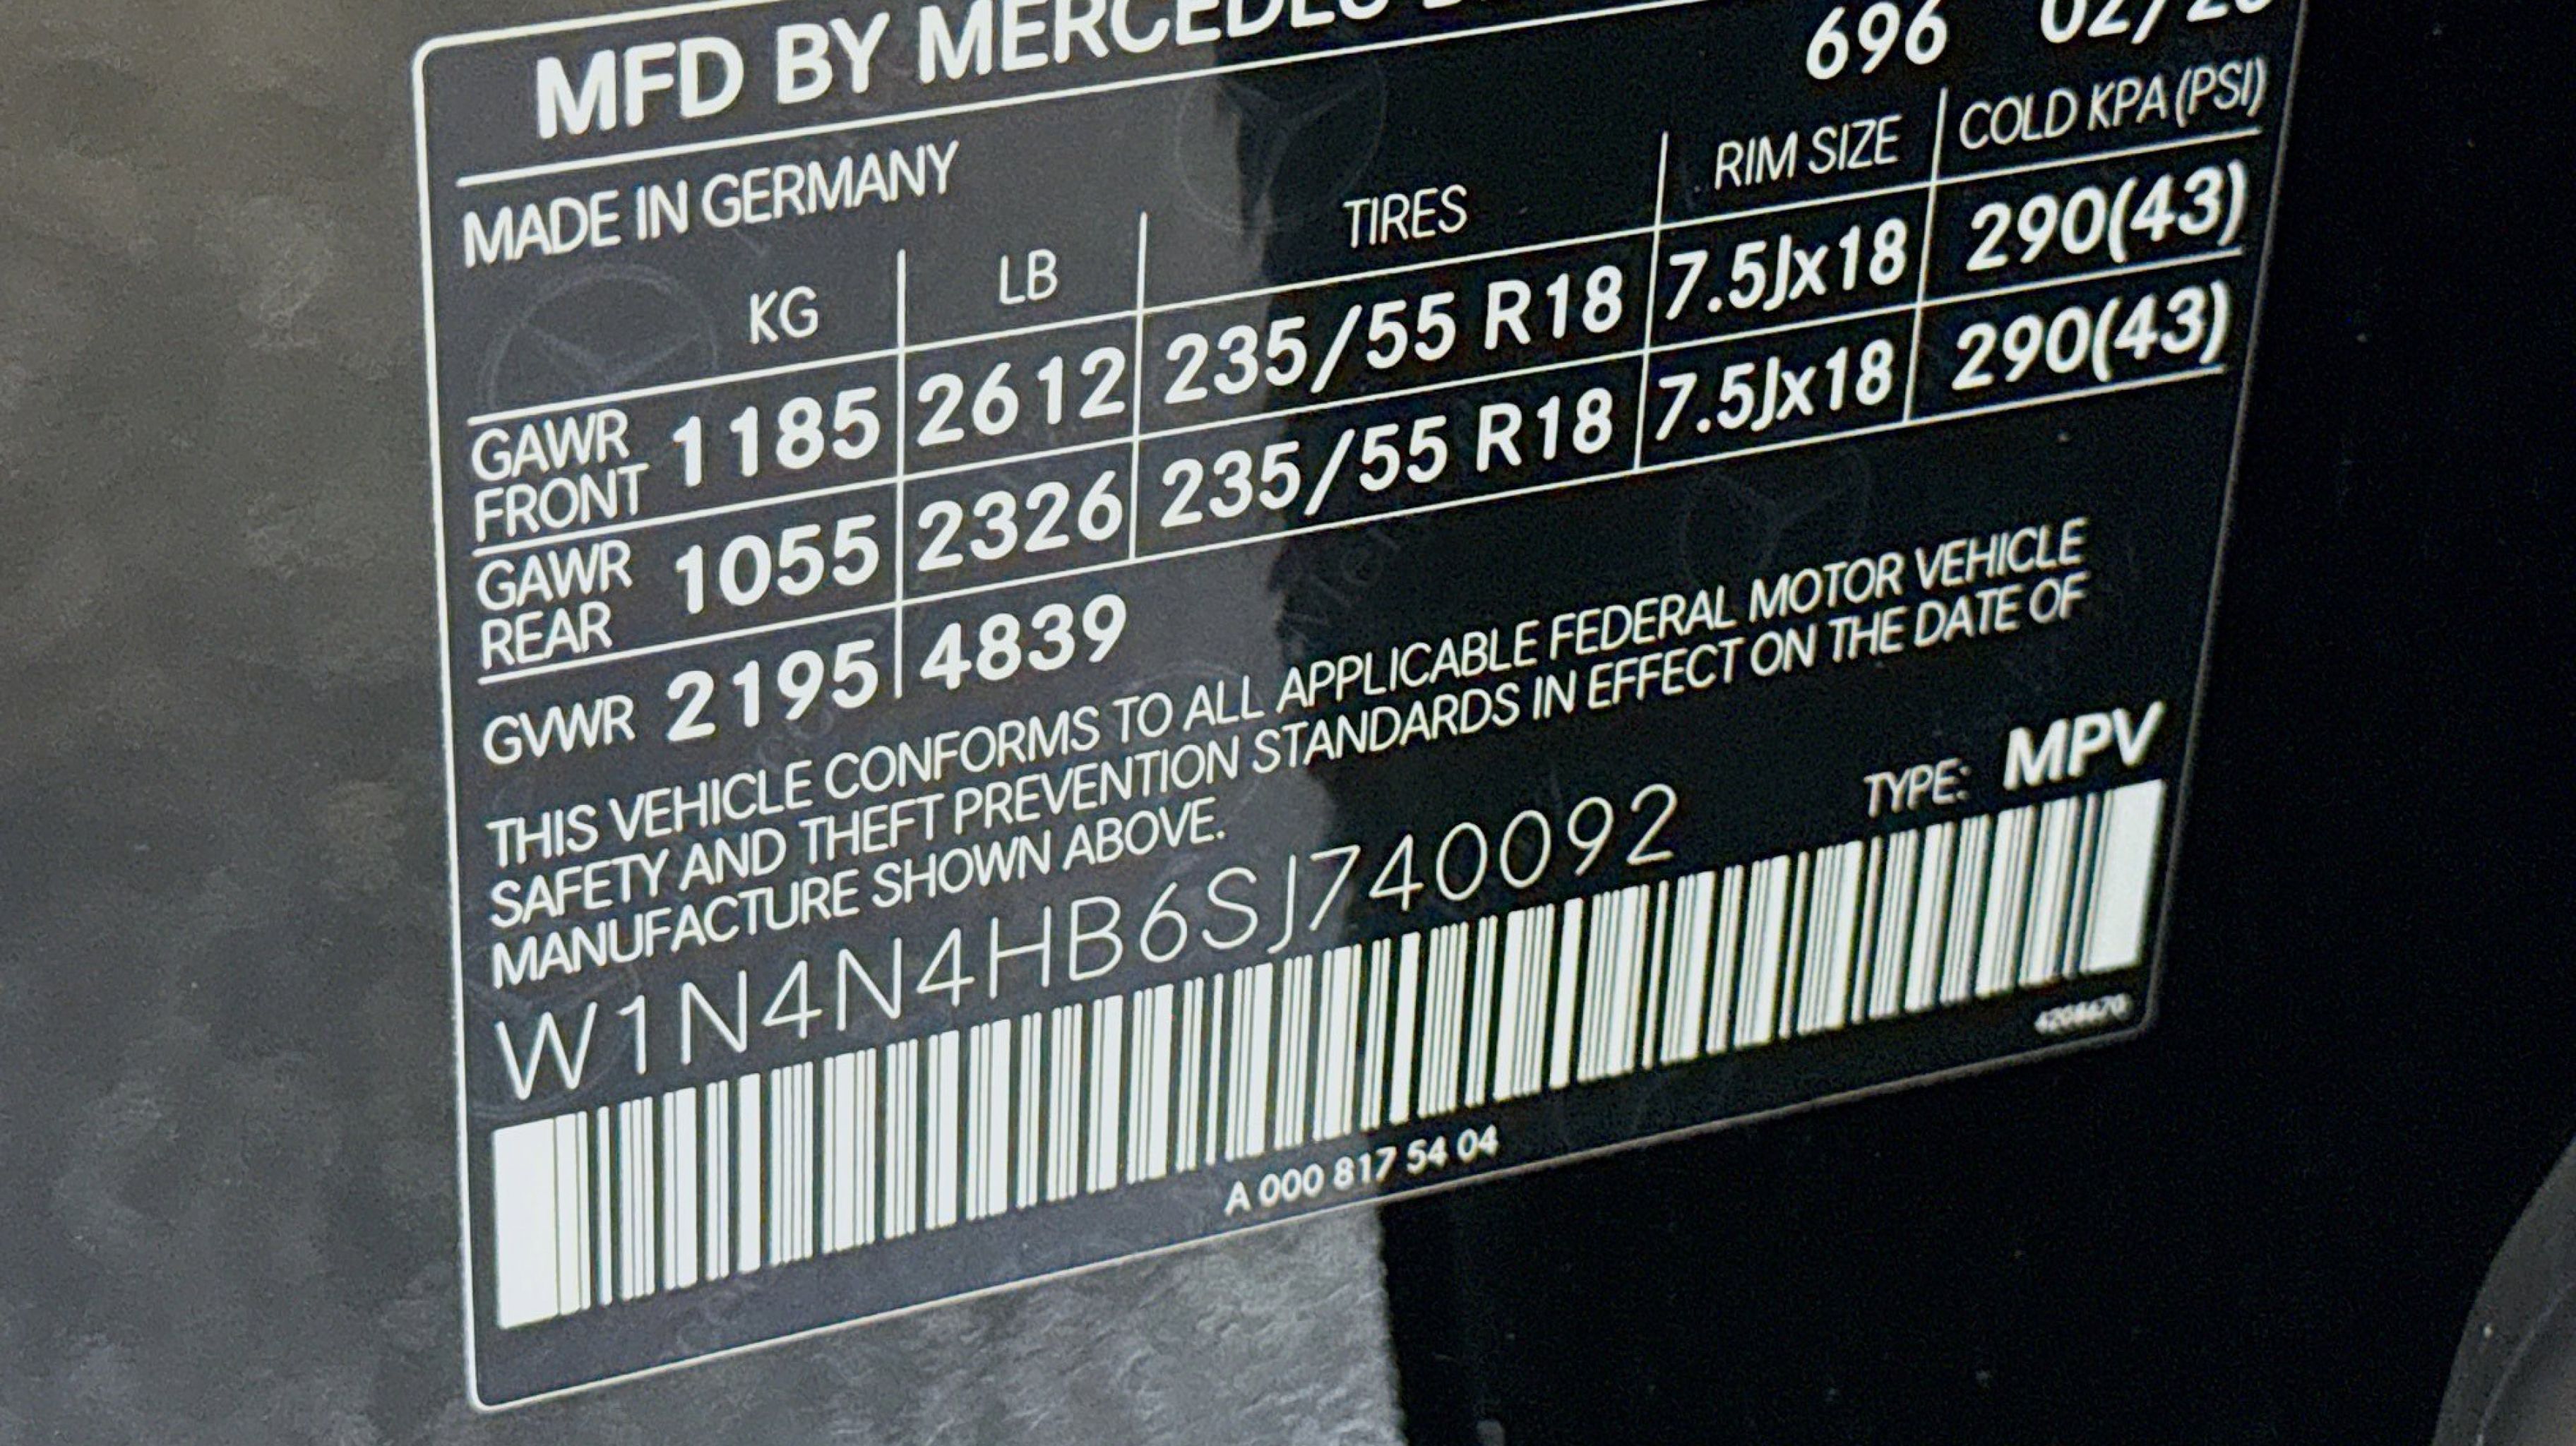 MFD BY MERCEDES
696 02/
MADE IN GERMANY
KG LB TIRES RIM SIZE COLD KPA (PSI)
GAWR FRONT 1185 2612 235/55 R18 7.5Jx18 290(43)
GAWR REAR 1055 2326 235/55 R18 7.5Jx18 290(43)
GVWR 2195 4839
THIS VEHICLE CONFORMS TO ALL APPLICABLE FEDERAL MOTOR VEHICLE
SAFETY AND THEFT PREVENTION STANDARDS IN EFFECT ON THE DATE OF
MANUFACTURE SHOWN ABOVE.
TYPE: MPV
W1N4N4HB6SJ740092
A 000 817 54 04